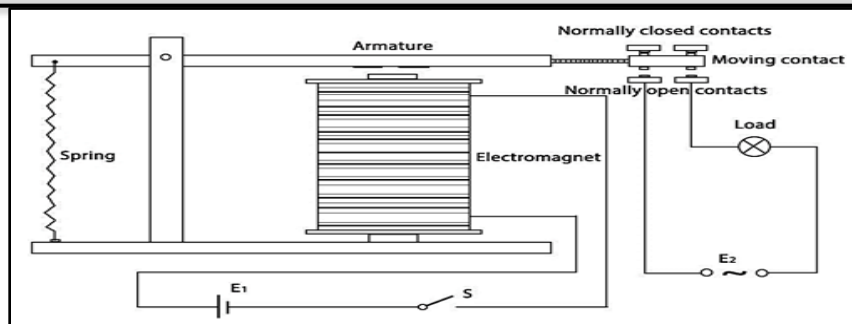 Normally closed contacts
Armature
Moving contact
Normally open contacts
Load
Spring
Electromagnet
E2
E1
S